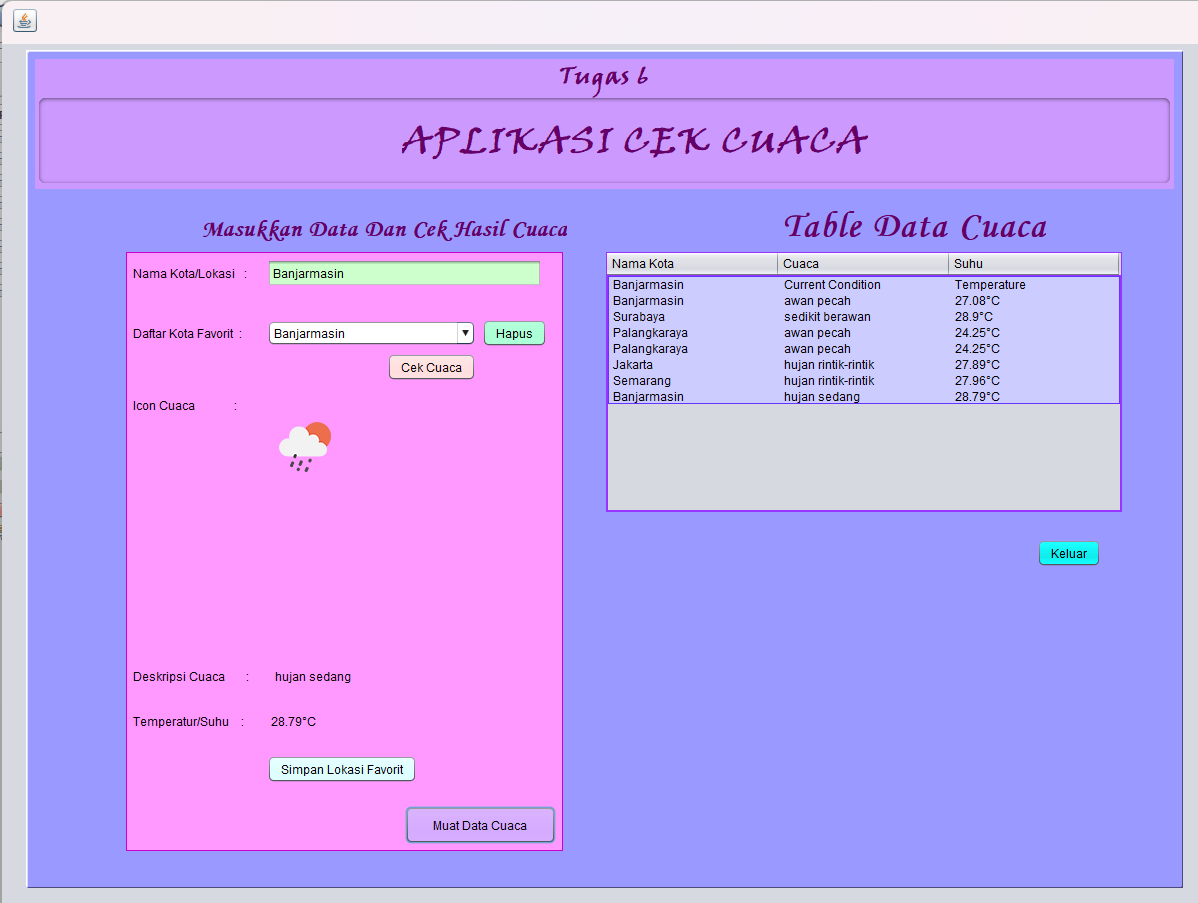 Tugas 6
APLIKASI CEK CUACA
Masukkan Data Dan Cek Hasil Cuaca
Nama Kota/Lokasi : Banjarmasin
Daftar Kota Favorit : Banjarmasin Hapus
Cek Cuaca
Icon Cuaca :
Deskripsi Cuaca : hujan sedang
Temperatur/Suhu : 28.79°C
Simpan Lokasi Favorit
Muat Data Cuaca
Table Data Cuaca
Nama Kota Cuaca Suhu
Banjarmasin Current Condition Temperature
Banjarmasin awan pecah 27.08°C
Surabaya sedikit berawan 28.9°C
Palangkaraya awan pecah 24.25°C
Palangkaraya awan pecah 24.25°C
Jakarta hujan rintik-rintik 27.89°C
Semarang hujan rintik-rintik 27.96°C
Banjarmasin hujan sedang 28.79°C
Keluar